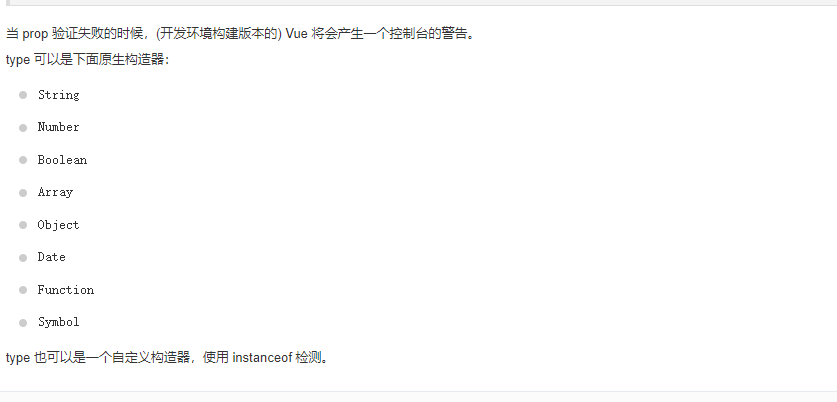 当 prop 验证失败的时候，(开发环境构建版本的) Vue 将会产生一个控制台的警告。
type 可以是下面原生构造器：
String
Number
Boolean
Array
Object
Date
Function
Symbol
type 也可以是一个自定义构造器，使用 instanceof 检测。